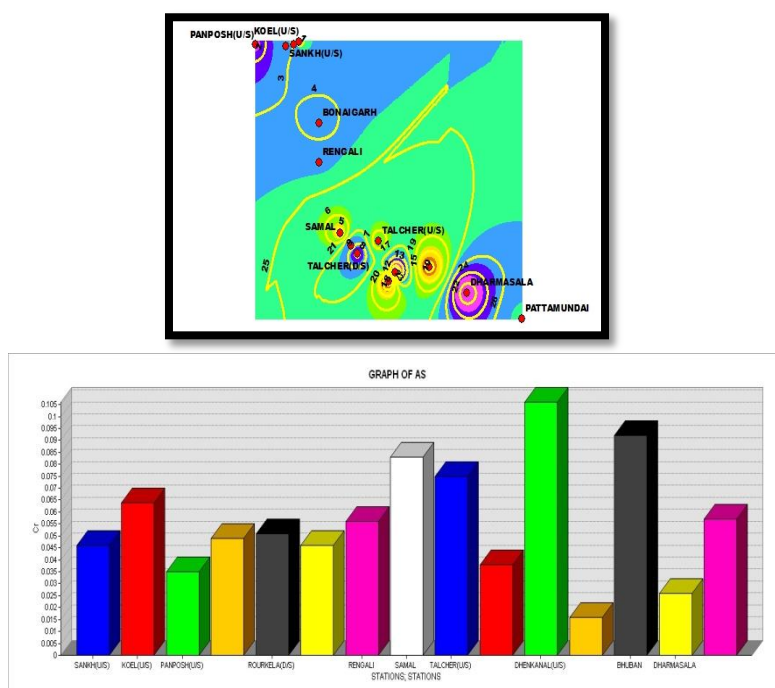 PANPOSH(U/S) KOEL(U/S)
SANKH(U/S)
3
4
BONAIGARH
RENGALI
6
5
SAMAL
7
TALCHER(U/S)
21
17
19
TALCHER(D/S)
12
13
15
25
20
24
22
DHARMASALA
26
PATTAMUNDAI
GRAPH OF AS
0.105
0.1
0.095
0.09
0.085
0.08
0.075
0.07
0.065
0.06
0.055
0.05
0.045
0.04
0.035
0.03
0.025
0.02
0.015
0.01
0.005
0
Cr
SANKH(U/S) KOEL(U/S) PANPOSH(U/S) ROURKELA(D/S) RENGALI SAMAL TALCHER(U/S) DHENKANAL(U/S) BHUBAN DHARMASALA
STATIONS, STATIONS